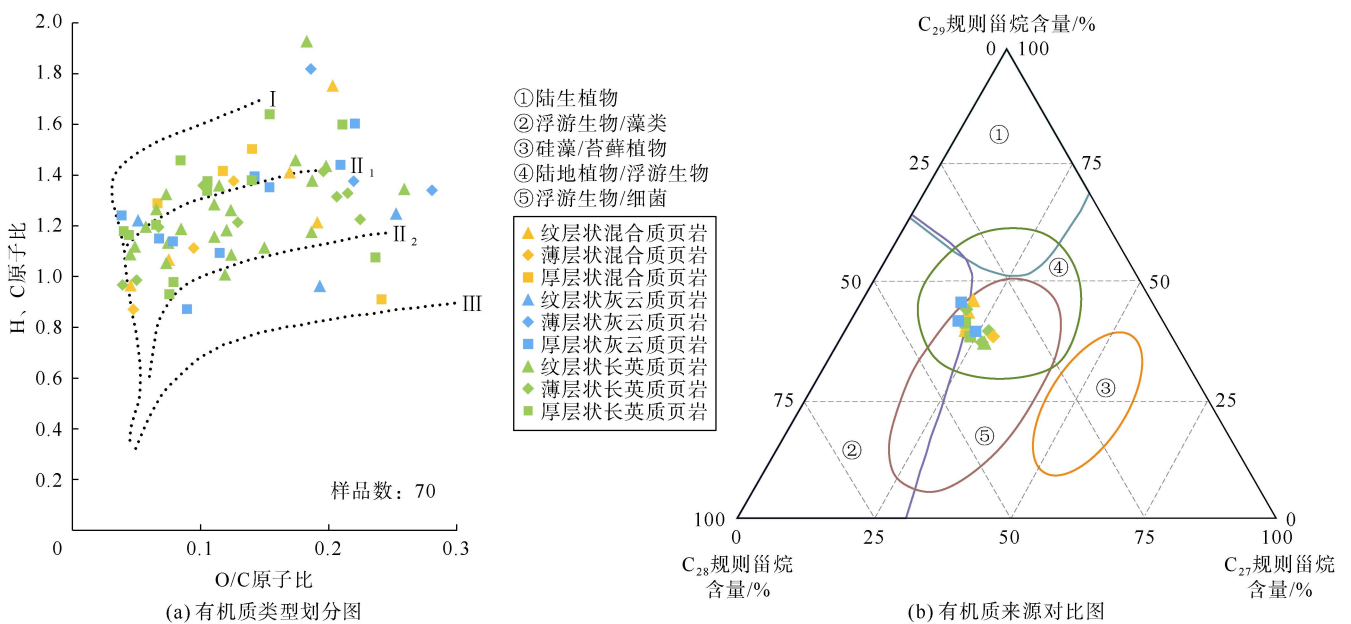 2.0
1.8
1.6
1.4
1.2
1.0
0.8
0.6
0.4
0.2
0
0.1
0.2
0.3
H、C原子比
O/C原子比
Ⅰ
Ⅱ₁
Ⅱ₂
Ⅲ
样品数：70
(a) 有机质类型划分图
①陆生植物
②浮游生物/藻类
③硅藻/苔藓植物
④陆地植物/浮游生物
⑤浮游生物/细菌
纹层状混合质页岩
薄层状混合质页岩
厚层状混合质页岩
纹层状灰云质页岩
薄层状灰云质页岩
厚层状灰云质页岩
纹层状长英质页岩
薄层状长英质页岩
厚层状长英质页岩
C₂₉规则甾烷含量/%
0 100
①
25 75
50 50
④
75 25
③
②
⑤
100 0
0 25 50 75 100
C₂₈规则甾烷
含量/%
C₂₇规则甾烷
含量/%
(b) 有机质来源对比图